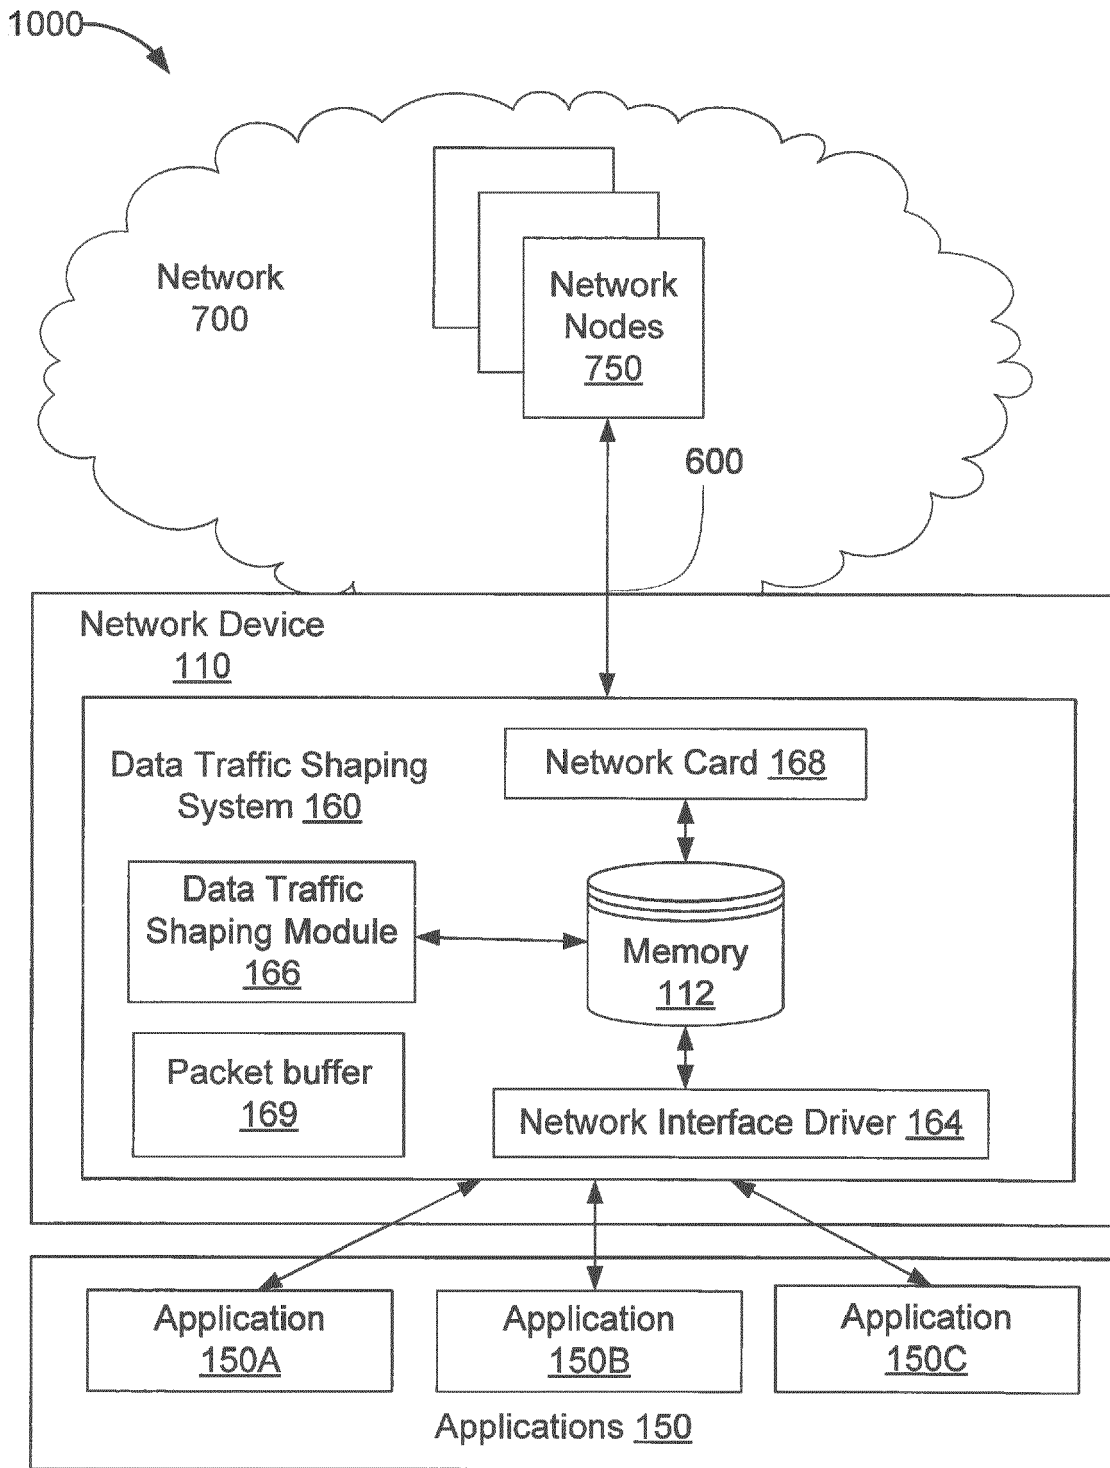 1000
Network
700
Network
Nodes
750
600
Network Device
110
Data Traffic Shaping
System 160
Network Card 168
Data Traffic
Shaping Module
166
Memory
112
Packet buffer
169
Network Interface Driver 164
Application
150A
Application
150B
Application
150C
Applications 150